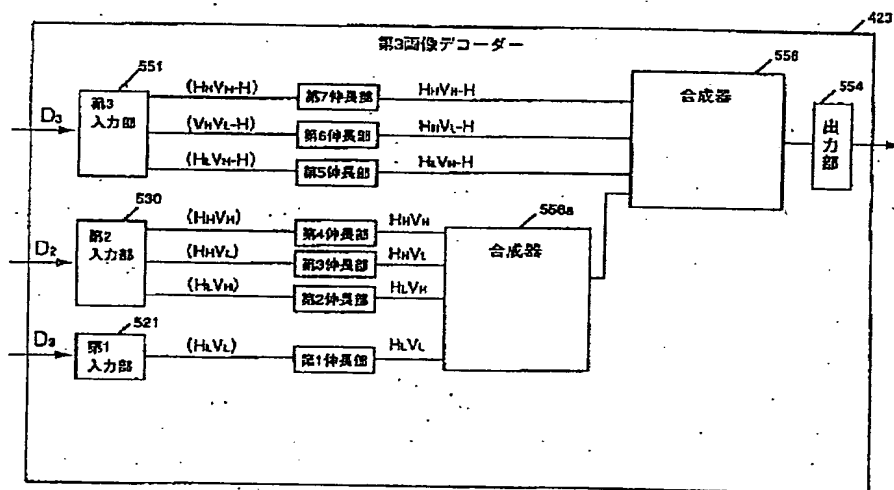 423
第3画像デコーダー
551
556
554
第3
入力部
D₃
(HₕVₕ-H)
第7伸長部
HₕVₕ-H
(VₕVₗ-H)
第6伸長部
HₕVₗ-H
(HₗVₕ-H)
第5伸長部
HₗVₕ-H
合成器
出力部
530
第2
入力部
D₂
(HₕVₕ)
第4伸長部
HₕVₕ
(HₕVₗ)
第3伸長部
HₕVₗ
(HₗVₕ)
第2伸長部
HₗVₕ
556a
合成器
521
第1
入力部
D₃
(HₗVₗ)
第1伸長部
HₗVₗ